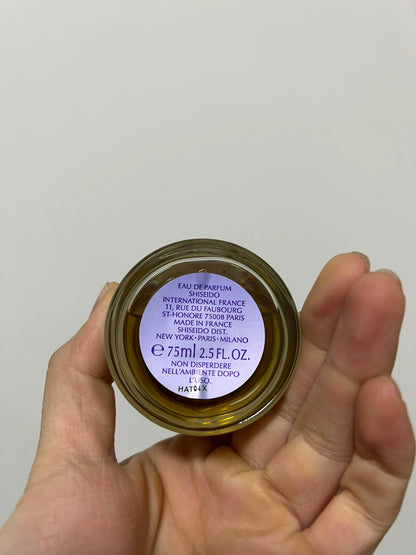 EAU DE PARFUM
SHISEIDO
INTERNATIONAL FRANCE
11, RUE DU FAUBOURG
ST-HONORE 75008 PARIS
MADE IN FRANCE
SHISEIDO DIST.
NEW YORK • PARIS • MILANO
℮ 75ml 2.5 FL.OZ.
NON DISPERDERE
NELL'AMBIENTE DOPO
L'USO.
HAT04X